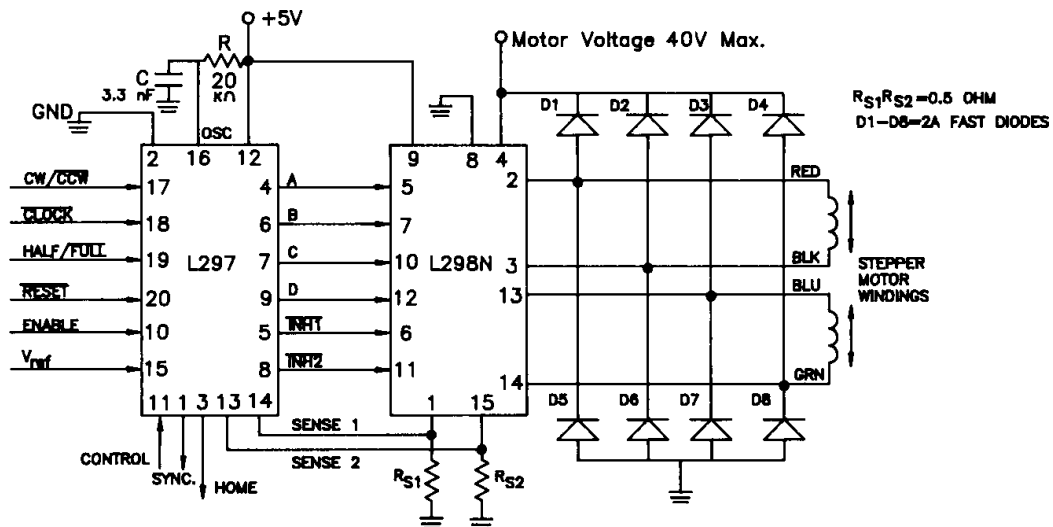 +5V
Motor Voltage 40V Max.
R
C
20
KΩ
3.3 nF
GND
OSC
D1 D2 D3 D4
RS1RS2=0.5 OHM
D1-D8=2A FAST DIODES
2 16 12
9 8 4
CW/CCW 17
4 A 5
2 RED
CLOCK 18
6 B 7
HALF/FULL 19
L297
7 C 10
L298N
3 BLK
STEPPER
MOTOR
WINDINGS
RESET 20
9 D 12
13 BLU
ENABLE 10
5 INH1 6
Vref 15
8 INH2 11
14 GRN
11 1 3 13 14
1 15
D5 D6 D7 D8
SENSE 1
SENSE 2
CONTROL
SYNC.
HOME
RS1
RS2